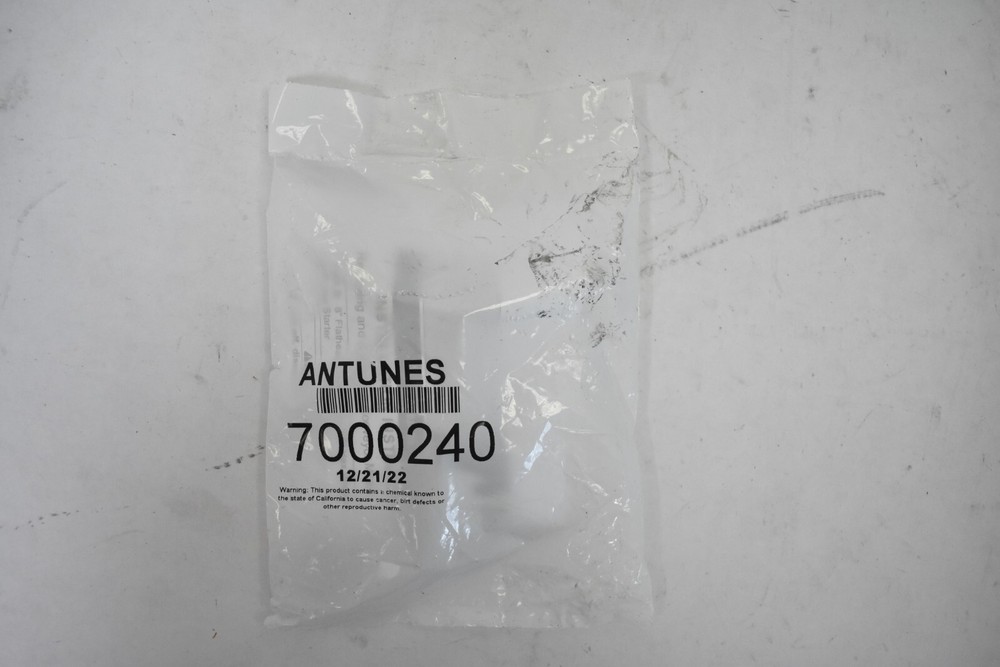 ANTUNES
7000240
12/21/22
Warning: This product contains a chemical known to
the state of California to cause cancer, birt defects or
other reproductive harm.